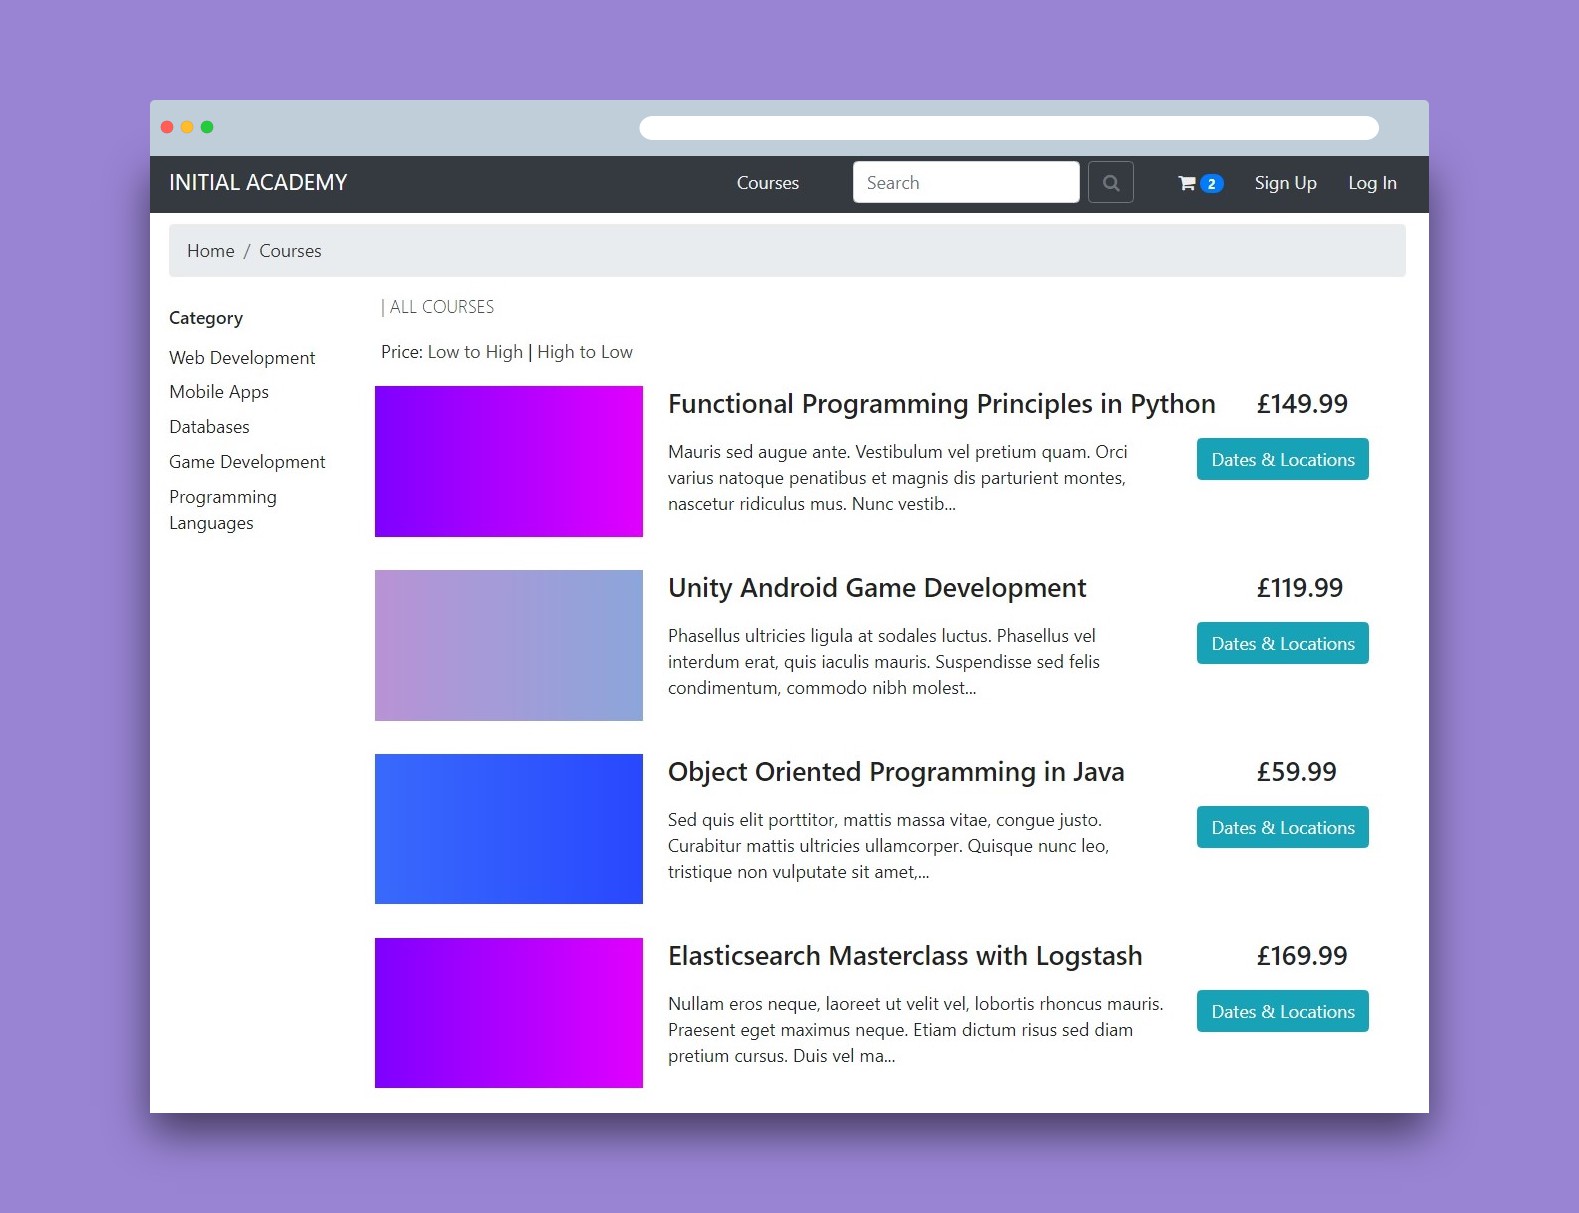 INITIAL ACADEMY
Courses
Search
2
Sign Up
Log In
Home / Courses
Category
Web Development
Mobile Apps
Databases
Game Development
Programming
Languages
| ALL COURSES
Price: Low to High | High to Low
Functional Programming Principles in Python
£149.99
Mauris sed augue ante. Vestibulum vel pretium quam. Orci
varius natoque penatibus et magnis dis parturient montes,
nascetur ridiculus mus. Nunc vestib...
Dates & Locations
Unity Android Game Development
£119.99
Phasellus ultricies ligula at sodales luctus. Phasellus vel
interdum erat, quis iaculis mauris. Suspendisse sed felis
condimentum, commodo nibh molest...
Dates & Locations
Object Oriented Programming in Java
£59.99
Sed quis elit porttitor, mattis massa vitae, congue justo.
Curabitur mattis ultricies ullamcorper. Quisque nunc leo,
tristique non vulputate sit amet,...
Dates & Locations
Elasticsearch Masterclass with Logstash
£169.99
Nullam eros neque, laoreet ut velit vel, lobortis rhoncus mauris.
Praesent eget maximus neque. Etiam dictum risus sed diam
pretium cursus. Duis vel ma...
Dates & Locations